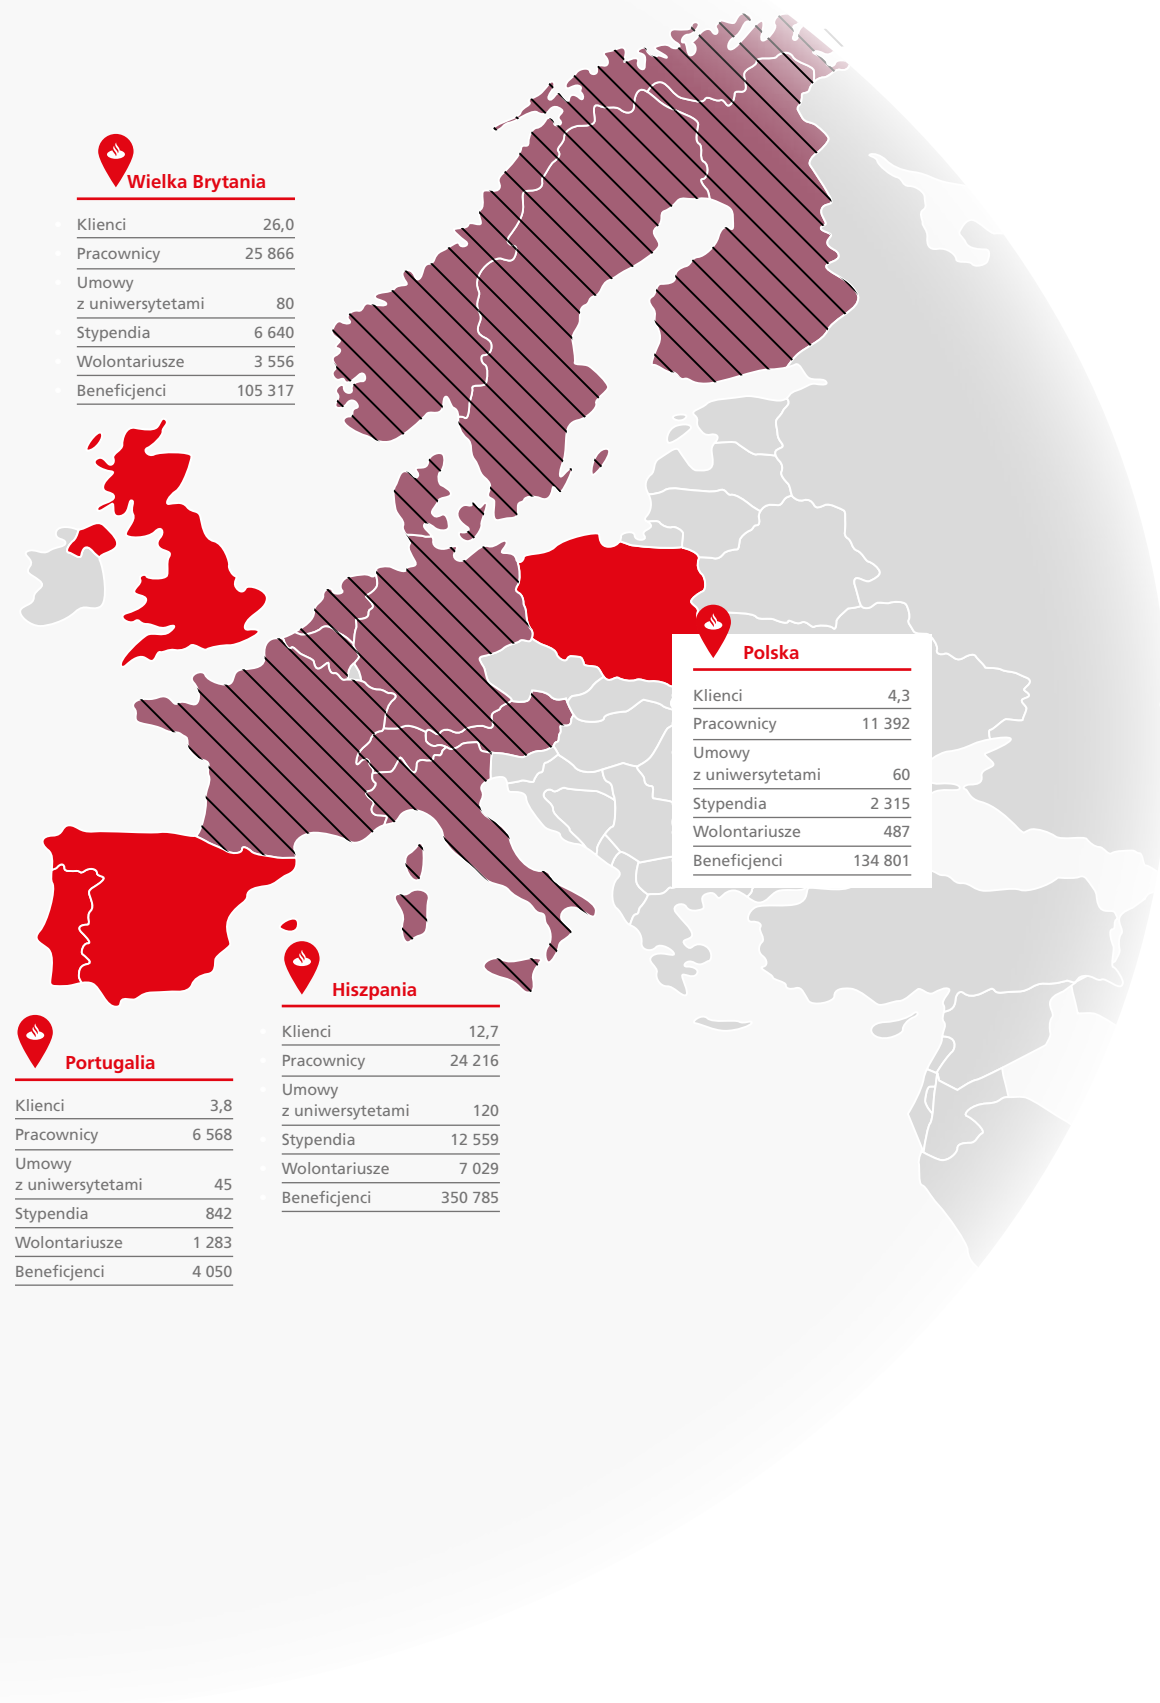 Wielka Brytania
Klienci 26,0
Pracownicy 25 866
Umowy
z uniwersytetami 80
Stypendia 6 640
Wolontariusze 3 556
Beneficjenci 105 317
Polska
Klienci 4,3
Pracownicy 11 392
Umowy
z uniwersytetami 60
Stypendia 2 315
Wolontariusze 487
Beneficjenci 134 801
Hiszpania
Klienci 12,7
Pracownicy 24 216
Umowy
z uniwersytetami 120
Stypendia 12 559
Wolontariusze 7 029
Beneficjenci 350 785
Portugalia
Klienci 3,8
Pracownicy 6 568
Umowy
z uniwersytetami 45
Stypendia 842
Wolontariusze 1 283
Beneficjenci 4 050